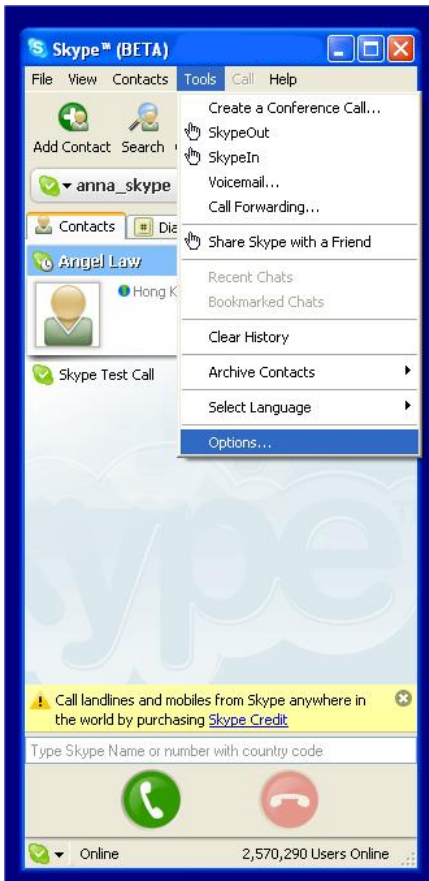 Skype™ (BETA)
File View Contacts Tools Call Help
Add Contact Search
anna_skype
Contacts # Dia
Angel Law
Hong K
Skype Test Call
Create a Conference Call...
SkypeOut
SkypeIn
Voicemail...
Call Forwarding...
Share Skype with a Friend
Recent Chats
Bookmarked Chats
Clear History
Archive Contacts
Select Language
Options...
Call landlines and mobiles from Skype anywhere in
the world by purchasing Skype Credit
Type Skype Name or number with country code
Online 2,570,290 Users Online